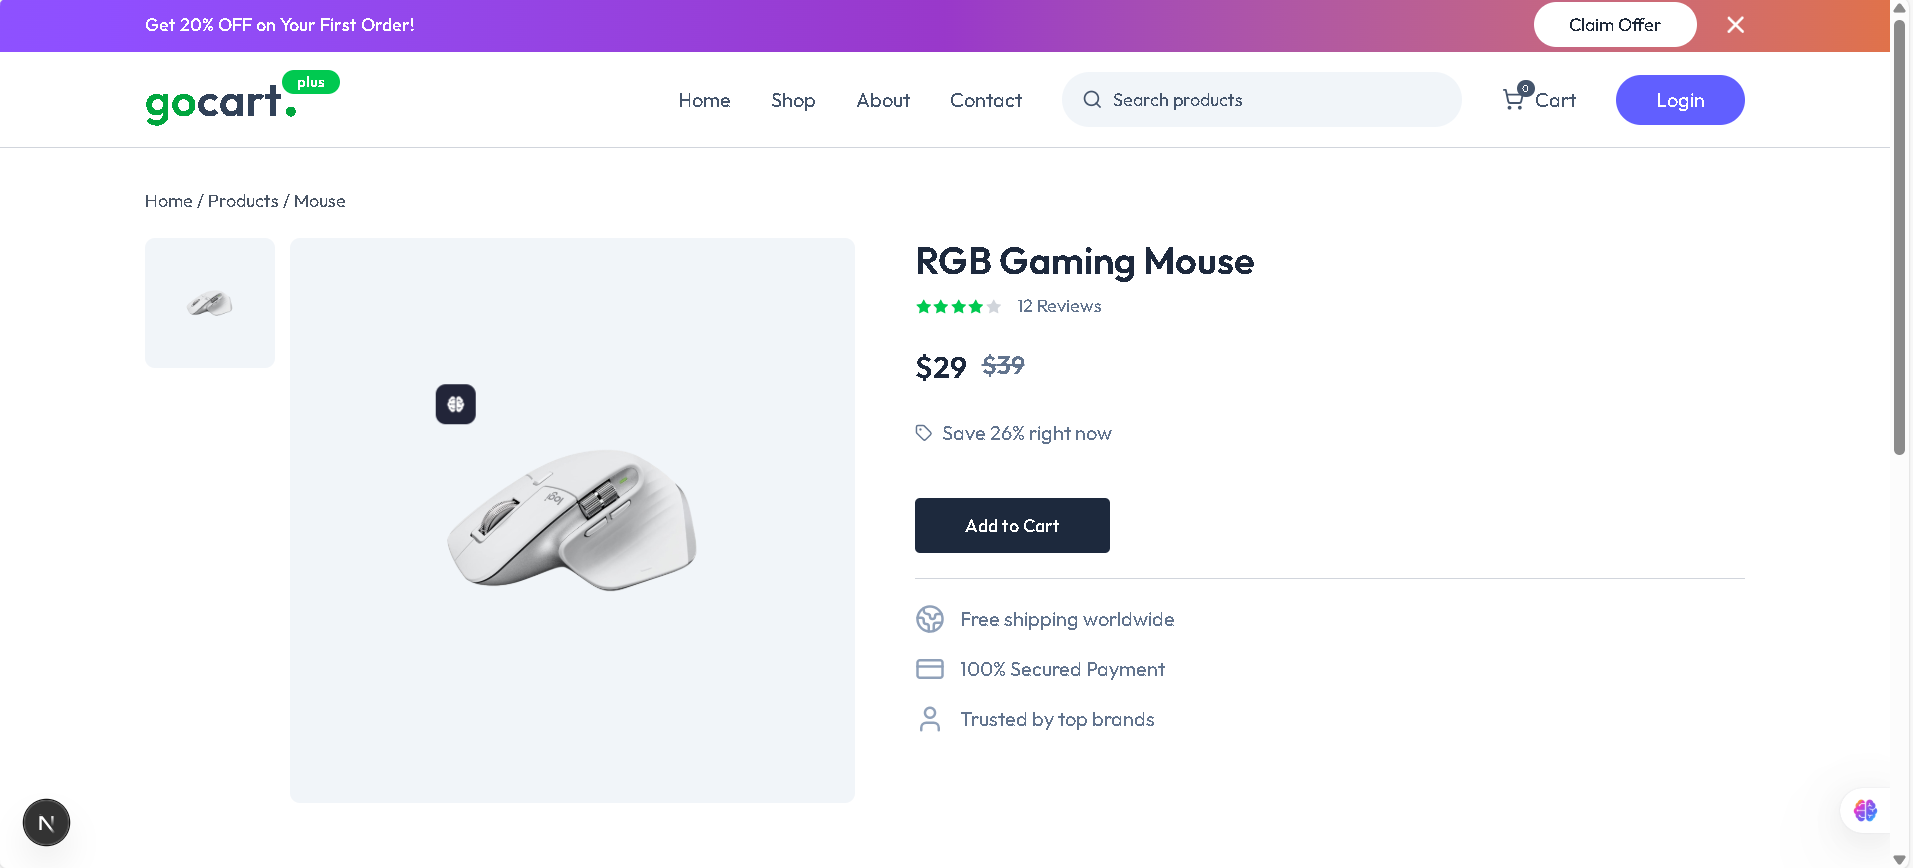 Get 20% OFF on Your First Order!
Claim Offer
gocart.
plus
Home
Shop
About
Contact
Search products
0
Cart
Login
Home / Products / Mouse
RGB Gaming Mouse
12 Reviews
$29 $39
Save 26% right now
logi
Add to Cart
Free shipping worldwide
100% Secured Payment
Trusted by top brands
N